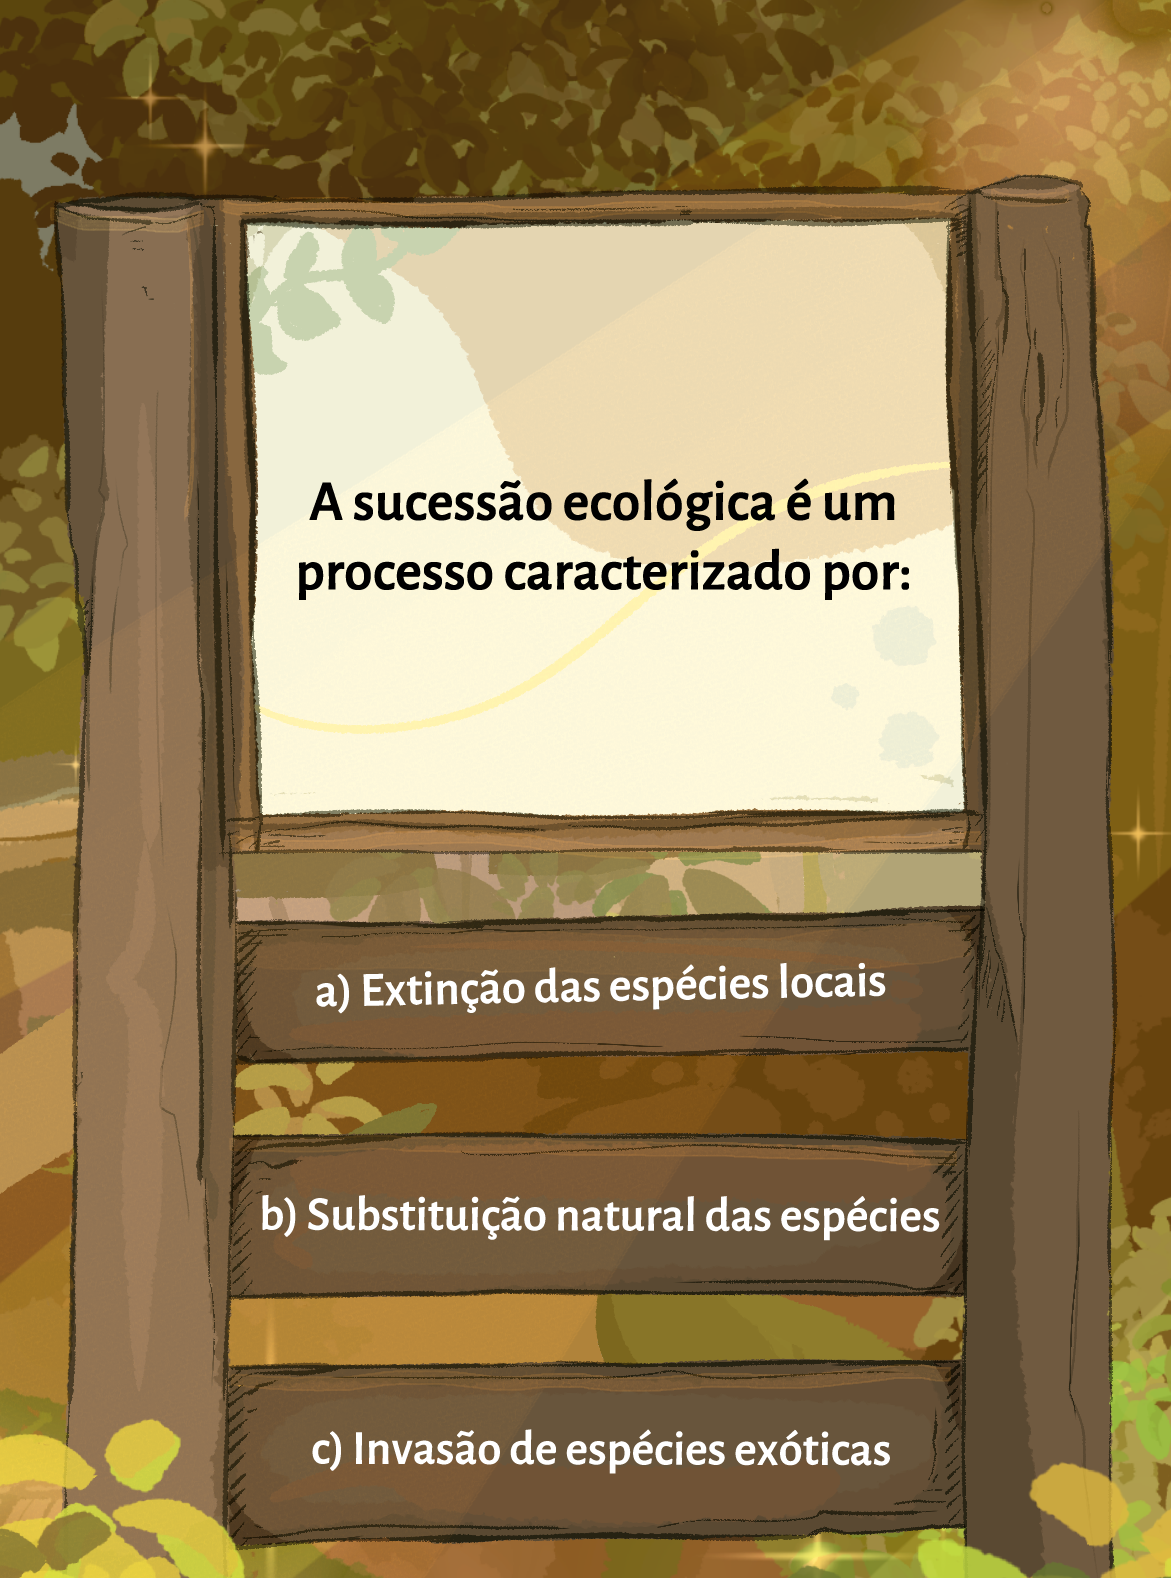 A sucessão ecológica é um
processo caracterizado por:
a) Extinção das espécies locais
b) Substituição natural das espécies
c) Invasão de espécies exóticas